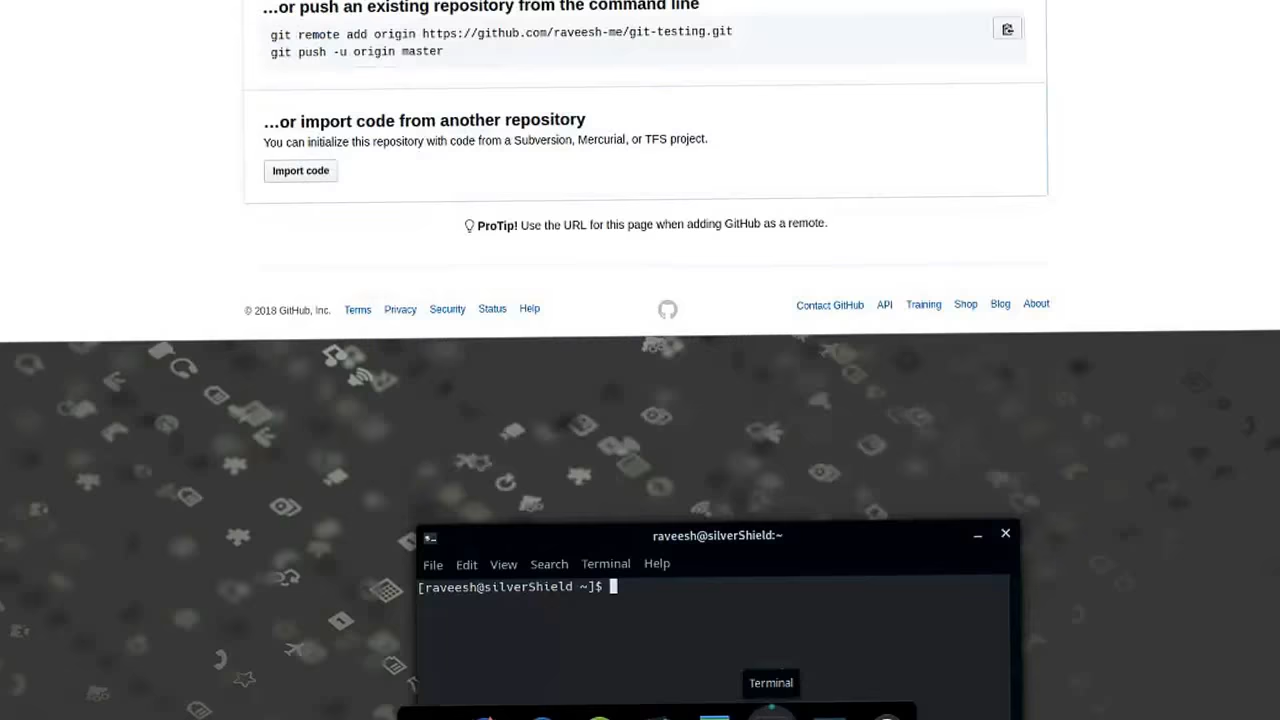 ...or push an existing repository from the command line
git remote add origin https://github.com/raveesh-me/git-testing.git
git push -u origin master
...or import code from another repository
You can initialize this repository with code from a Subversion, Mercurial, or TFS project.
Import code
ProTip! Use the URL for this page when adding GitHub as a remote.
© 2018 GitHub, Inc. Terms Privacy Security Status Help Contact GitHub API Training Shop Blog About
raveesh@silverShield:~
File Edit View Search Terminal Help
[raveesh@silverShield ~]$
Terminal